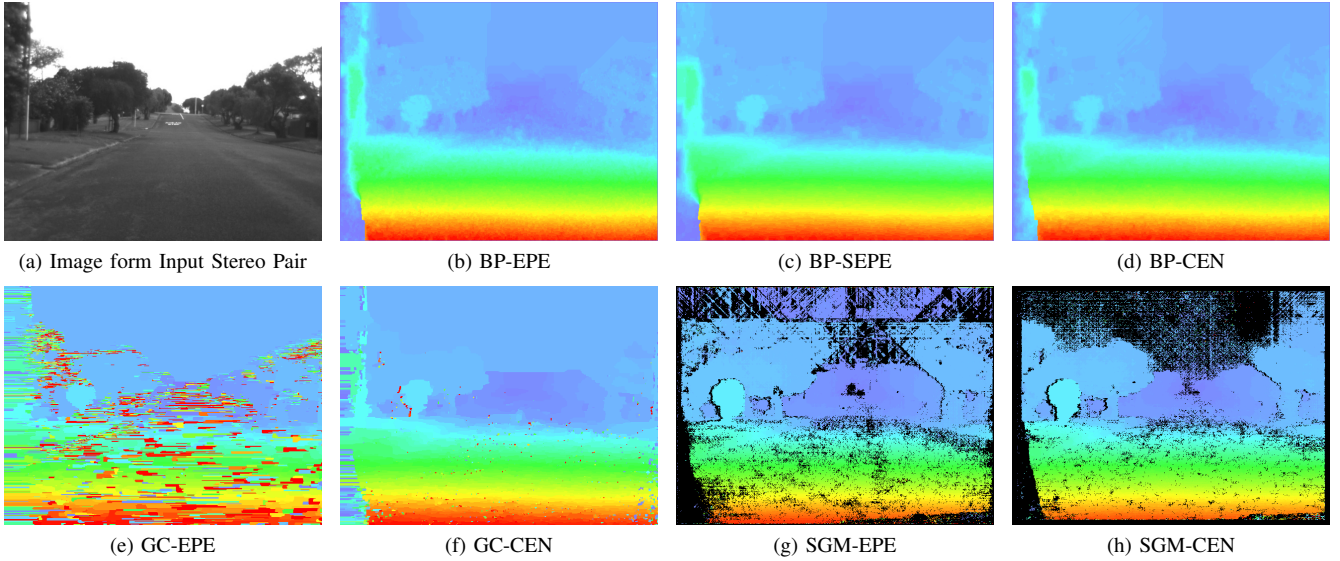 (a) Image form Input Stereo Pair
(b) BP-EPE
(c) BP-SEPE
(d) BP-CEN
(e) GC-EPE
(f) GC-CEN
(g) SGM-EPE
(h) SGM-CEN